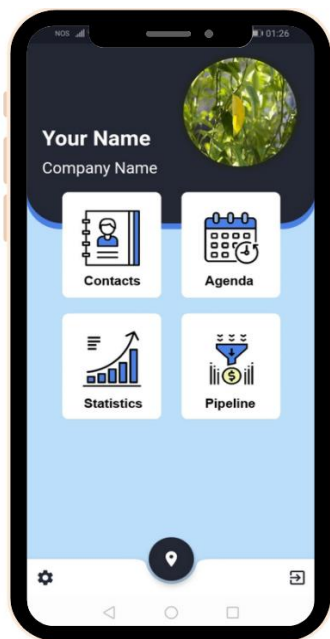 NOS 01:26
Your Name
Company Name
Contacts Agenda
Statistics Pipeline